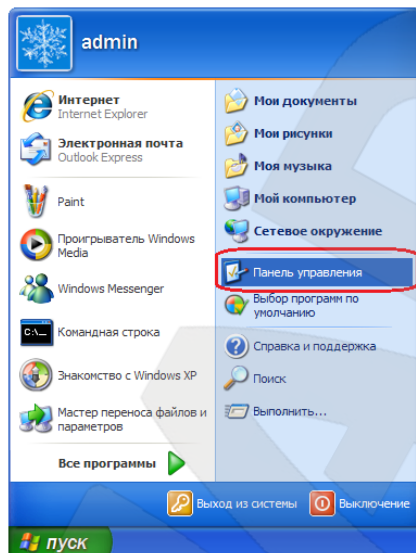 admin
Интернет
Internet Explorer
Электронная почта
Outlook Express
Paint
Проигрыватель Windows
Media
Windows Messenger
C:\_
Командная строка
Знакомство с Windows XP
Мастер переноса файлов и
параметров
Все программы
Мои документы
Мои рисунки
Моя музыка
Мой компьютер
Сетевое окружение
Панель управления
Выбор программ по
умолчанию
Справка и поддержка
Поиск
Выполнить...
Выход из системы
Выключение
пуск